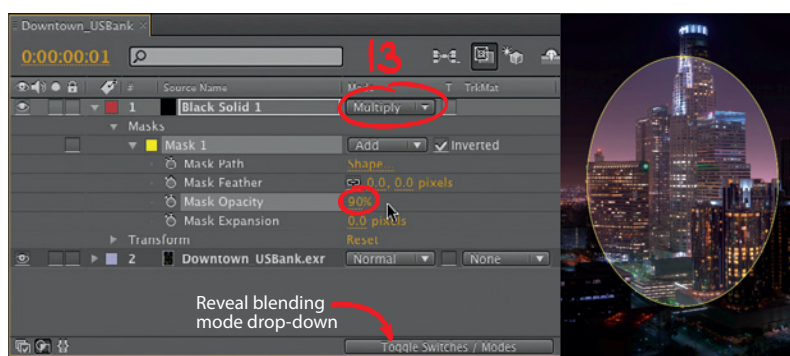 Downtown_USBank ×
0:00:00:01
13
# Source Name Mode T TrkMat
1 Black Solid 1 Multiply
Masks
Mask 1 Add Inverted
Mask Path Shape...
Mask Feather 0.0, 0.0 pixels
Mask Opacity 90%
Mask Expansion 0.0 pixels
Transform Reset
2 Downtown_USBank.exr Normal None
Reveal blending
mode drop-down
Toggle Switches / Modes